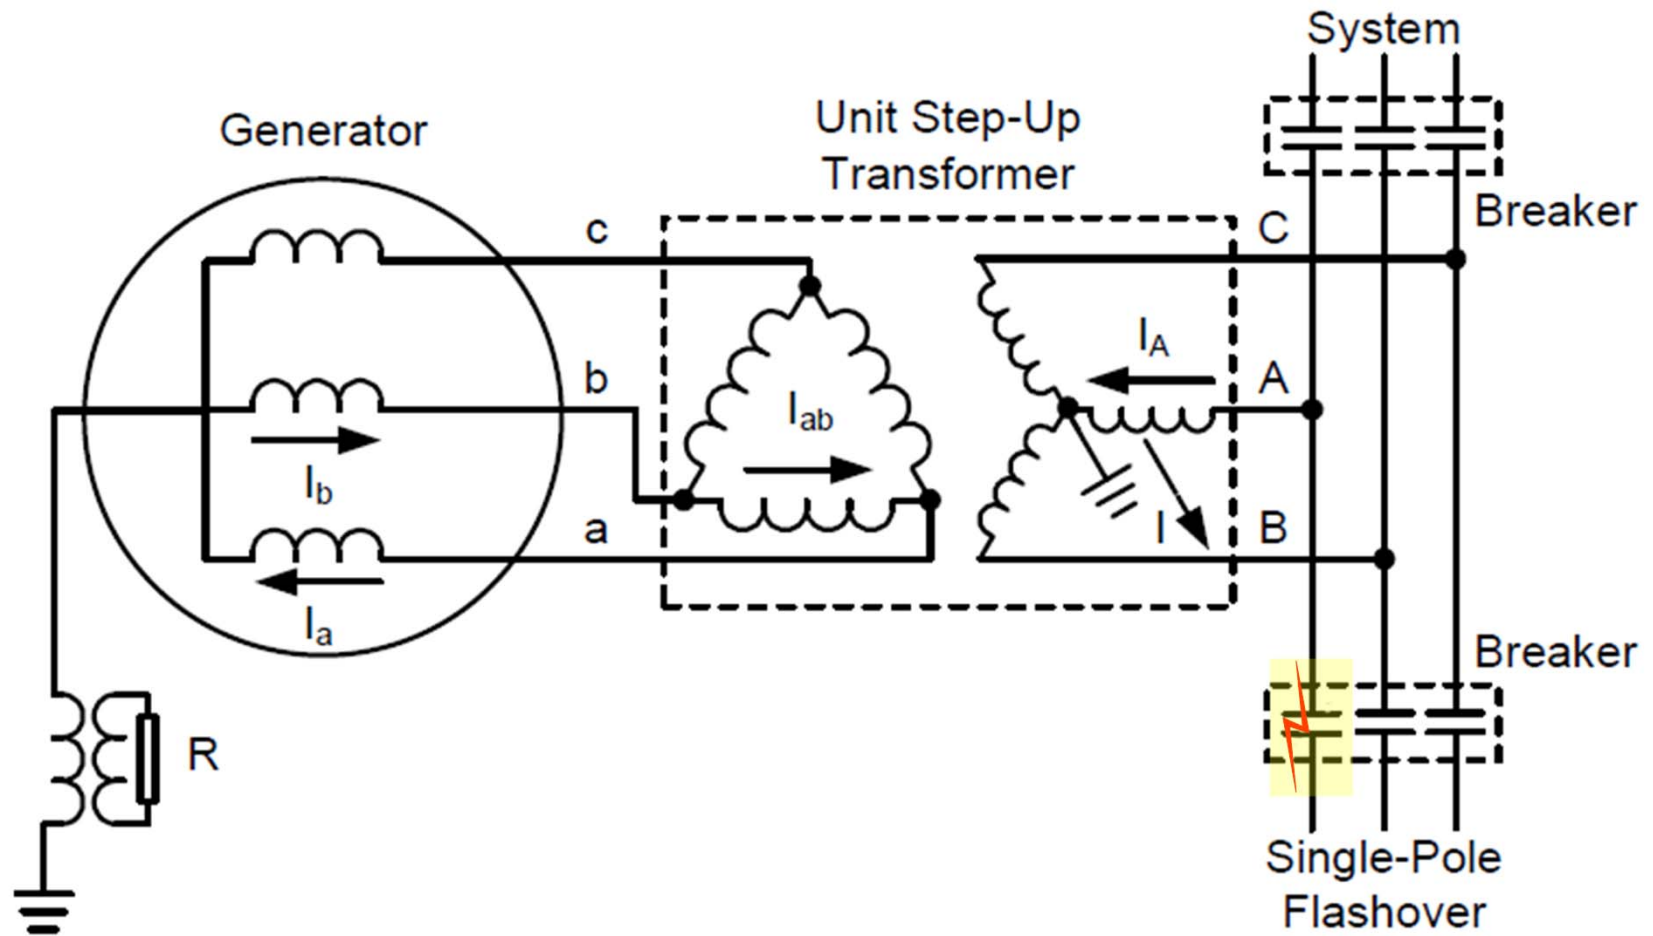 System
Generator
Unit Step-Up
Transformer
Breaker
c
C
b
I_ab
I_A
A
I_b
a
I
B
I_a
Breaker
R
Single-Pole
Flashover